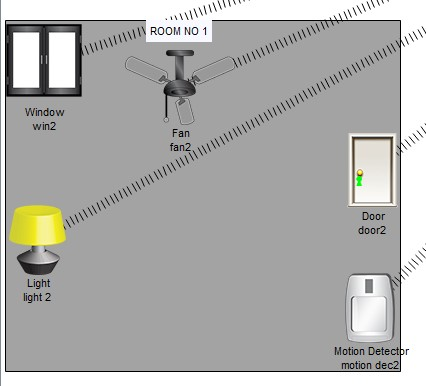 ROOM NO 1
Window
win2
Fan
fan2
Door
door2
Light
light 2
Motion Detector
motion dec2